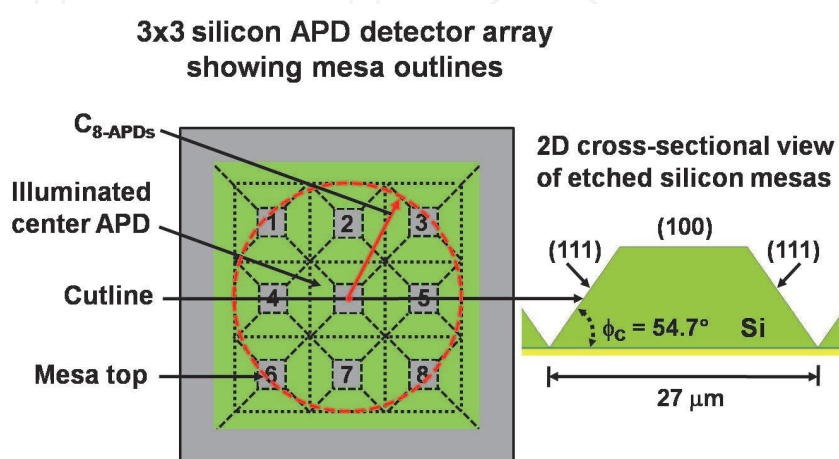 3x3 silicon APD detector array
showing mesa outlines
C8-APDs
Illuminated
center APD
Cutline
Mesa top
1
2
3
4
5
6
7
8
2D cross-sectional view
of etched silicon mesas
(100)
(111)
(111)
ϕc = 54.7°
Si
27 μm